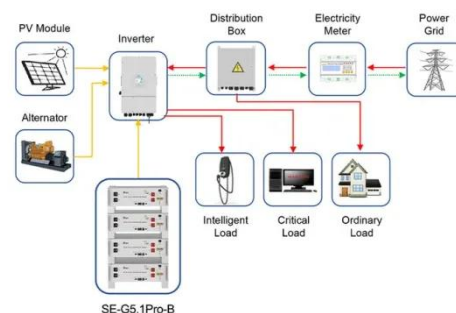 PV Module
Inverter
Distribution
Box
Electricity
Meter
Power
Grid
Alternator
Intelligent
Load
Critical
Load
Ordinary
Load
SE-G5.1Pro-B